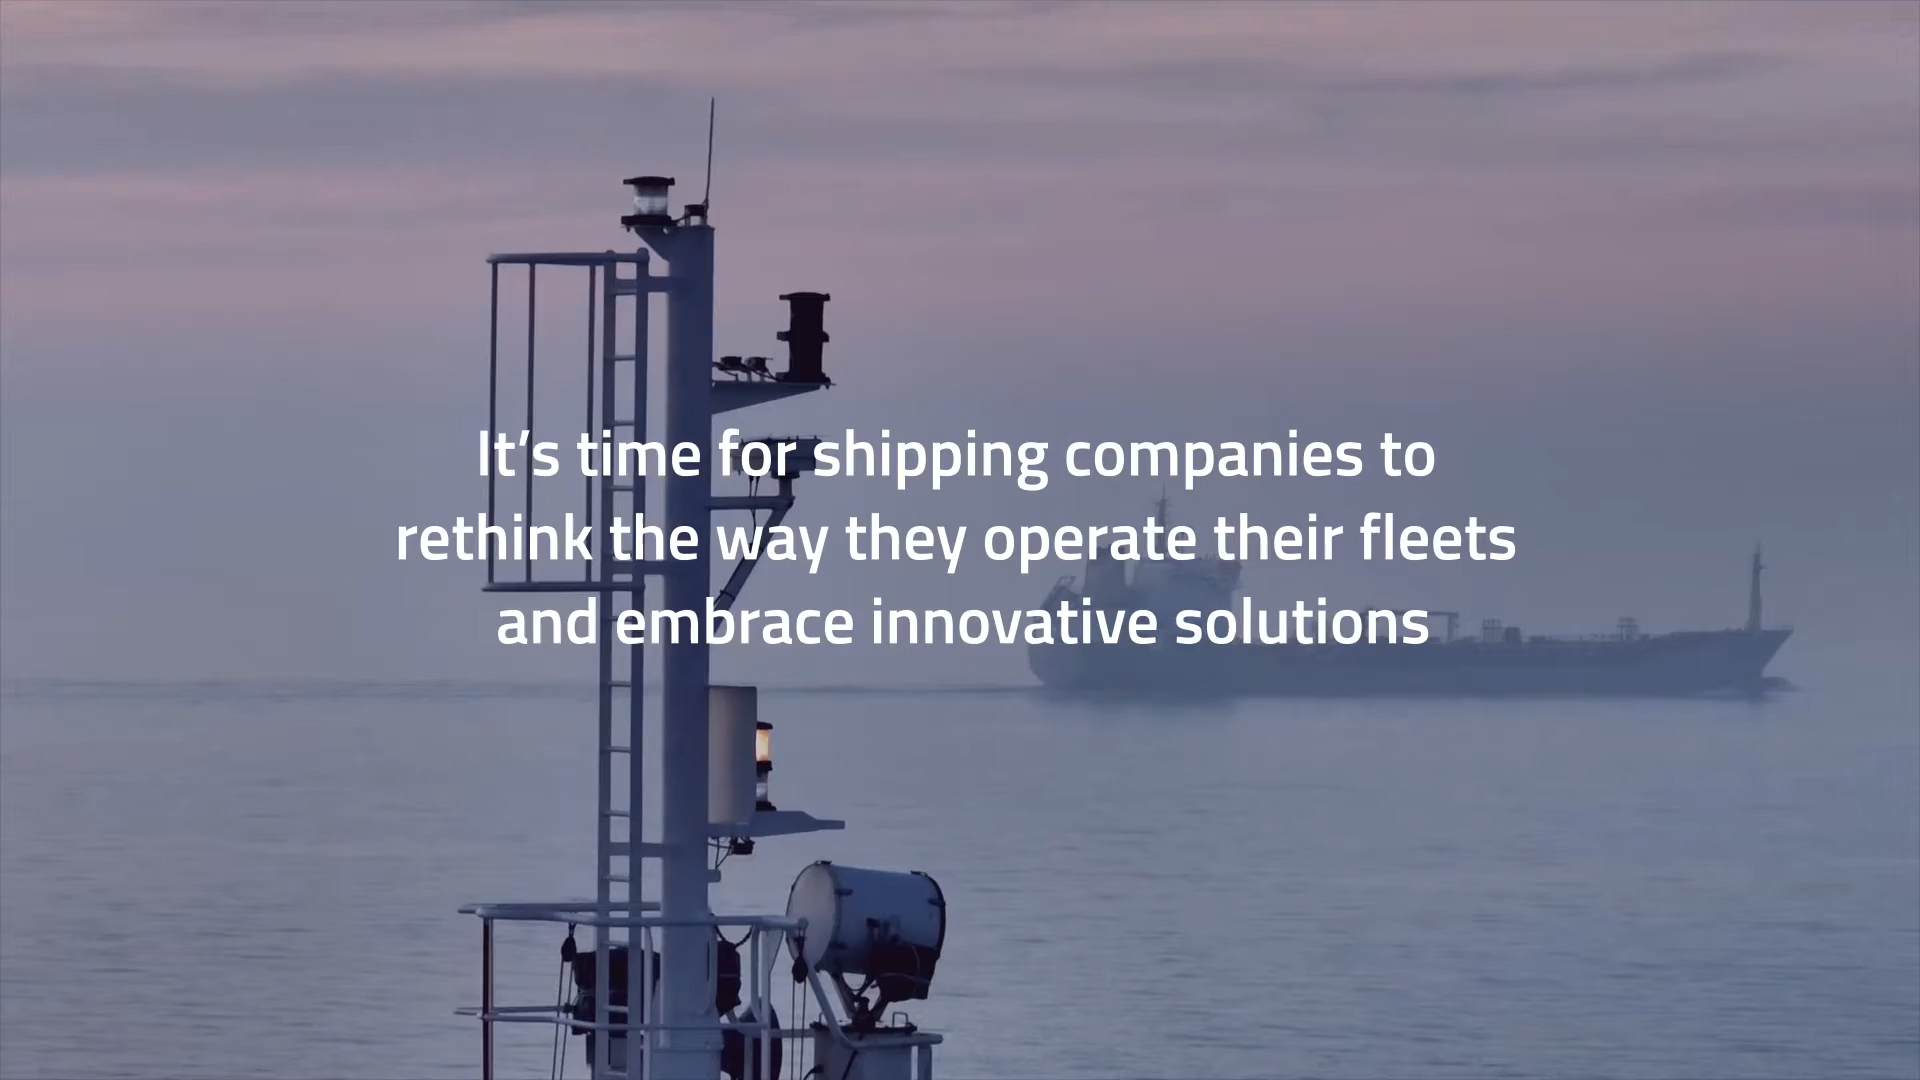 It’s time for shipping companies to
rethink the way they operate their fleets
and embrace innovative solutions